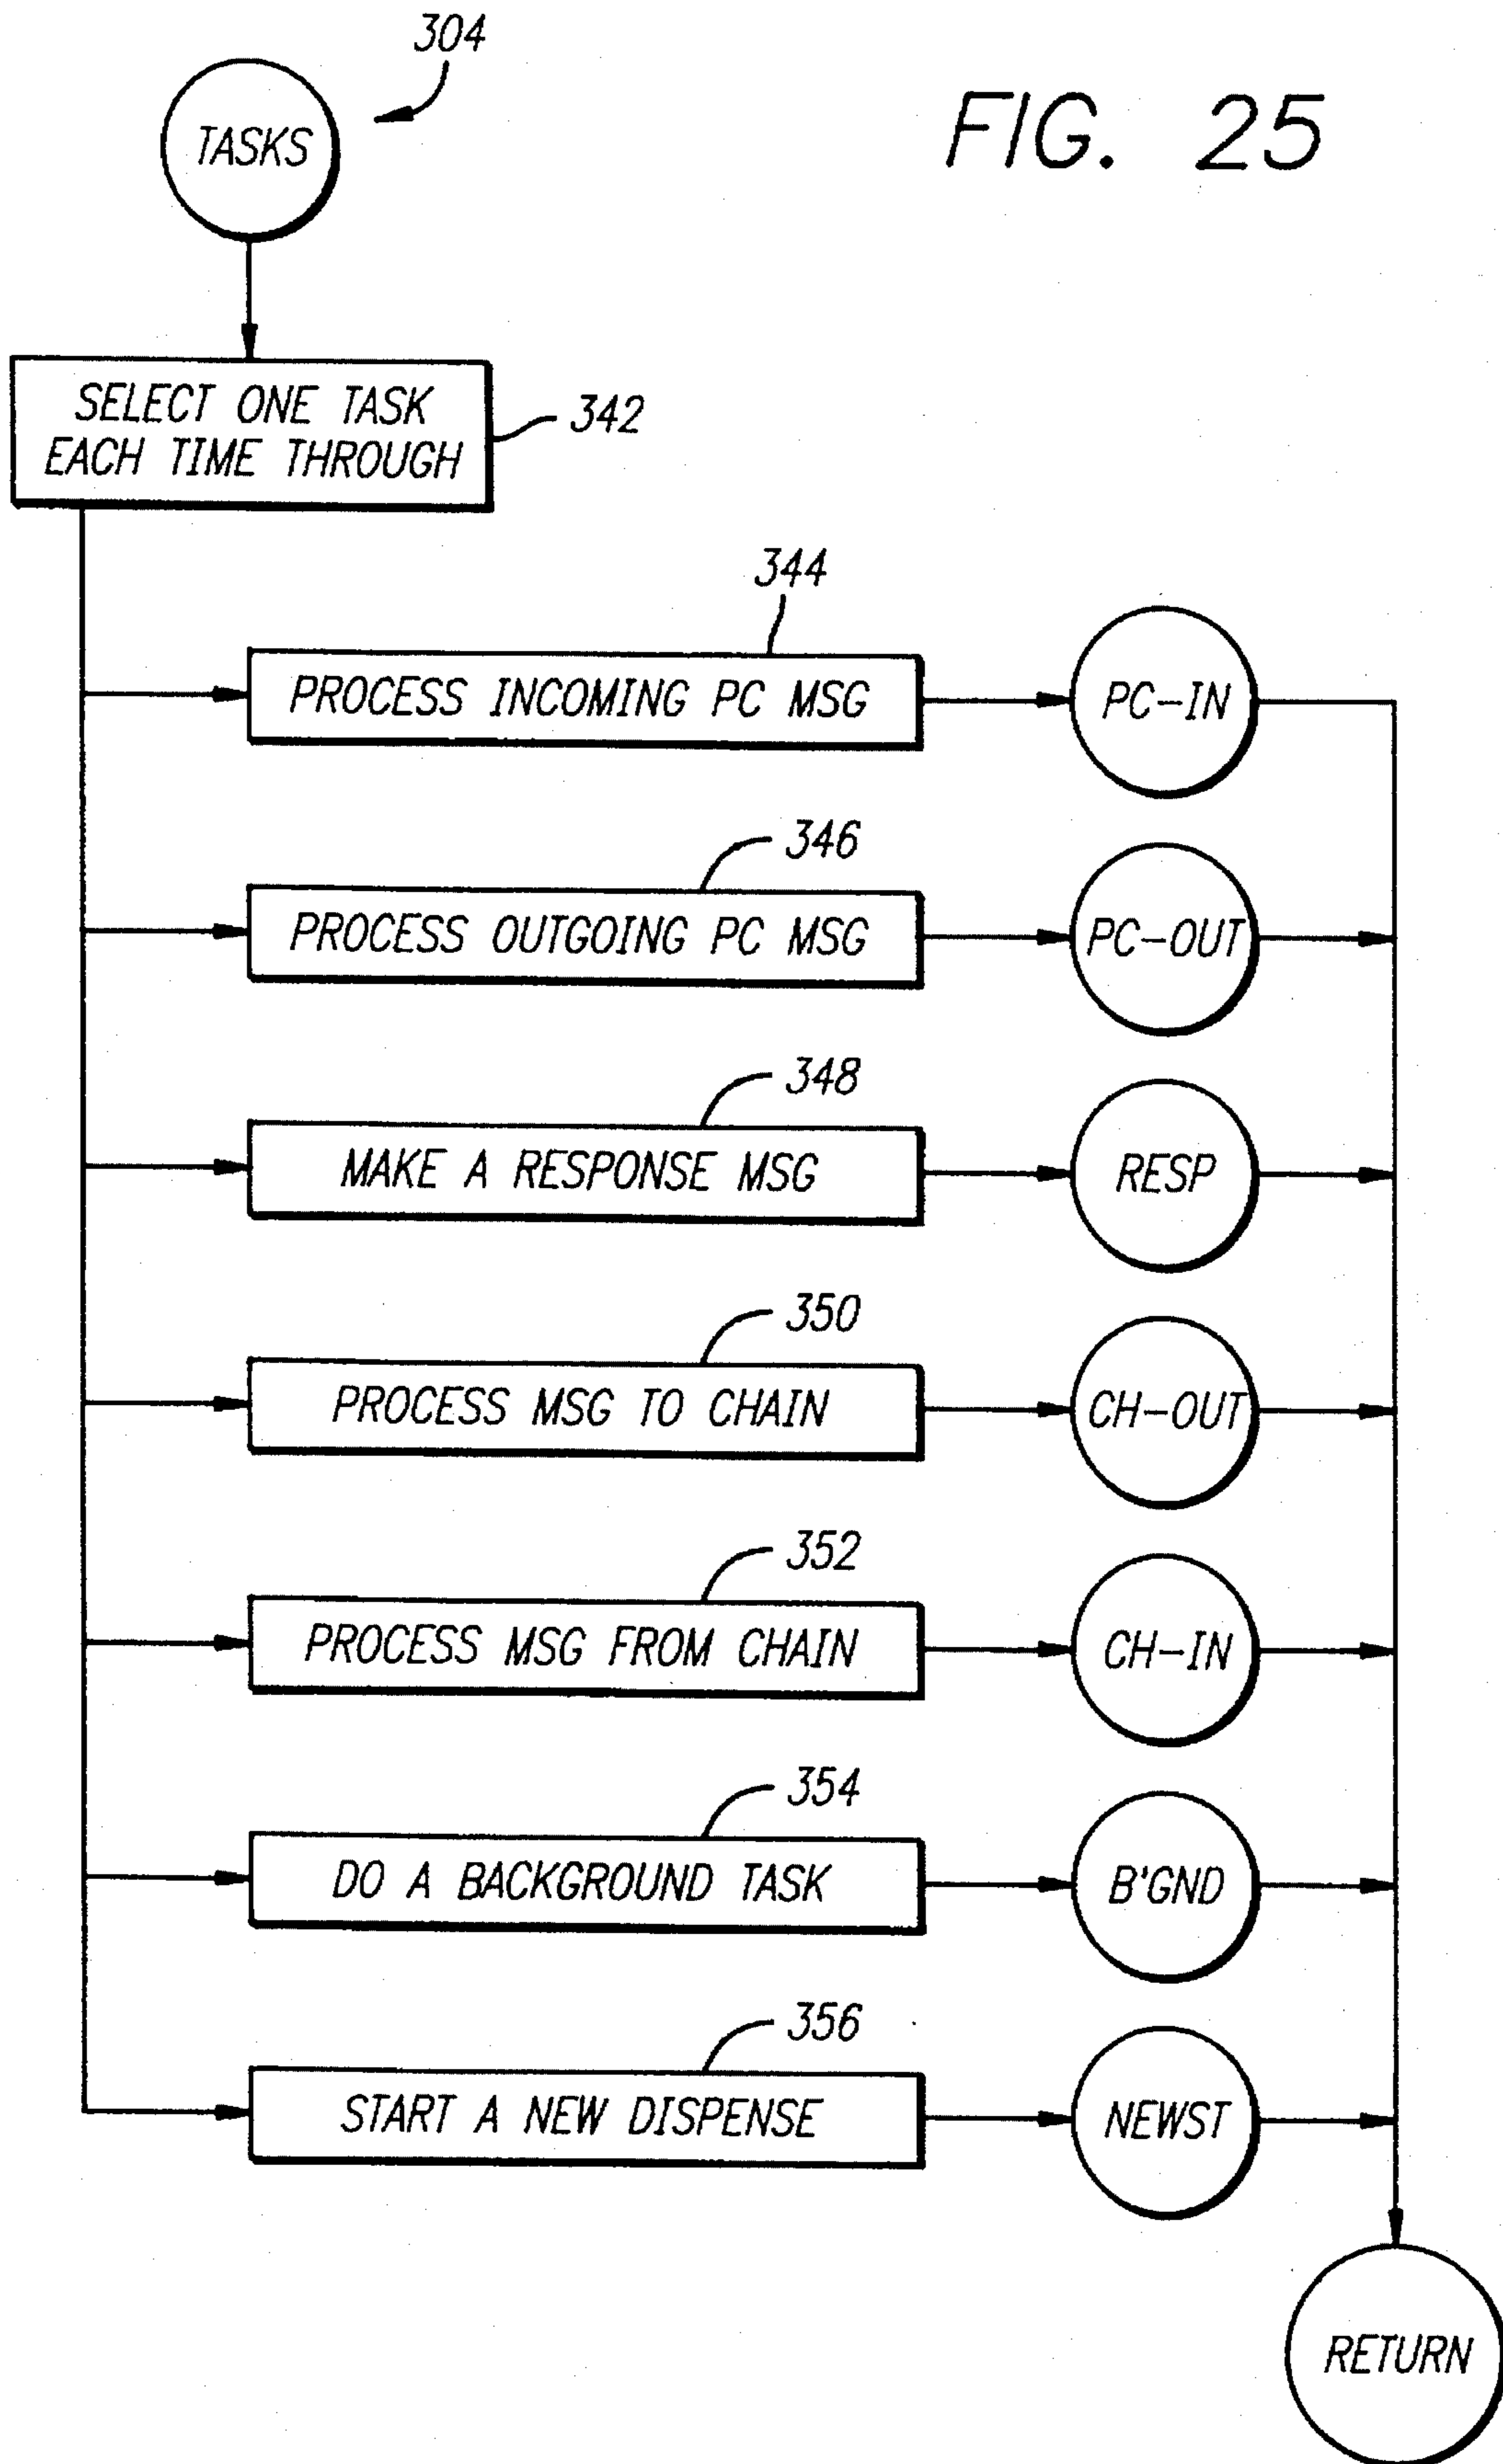 304
TASKS
FIG. 25
SELECT ONE TASK
EACH TIME THROUGH
342
344
PROCESS INCOMING PC MSG
PC-IN
346
PROCESS OUTGOING PC MSG
PC-OUT
348
MAKE A RESPONSE MSG
RESP
350
PROCESS MSG TO CHAIN
CH-OUT
352
PROCESS MSG FROM CHAIN
CH-IN
354
DO A BACKGROUND TASK
B'GND
356
START A NEW DISPENSE
NEWST
RETURN